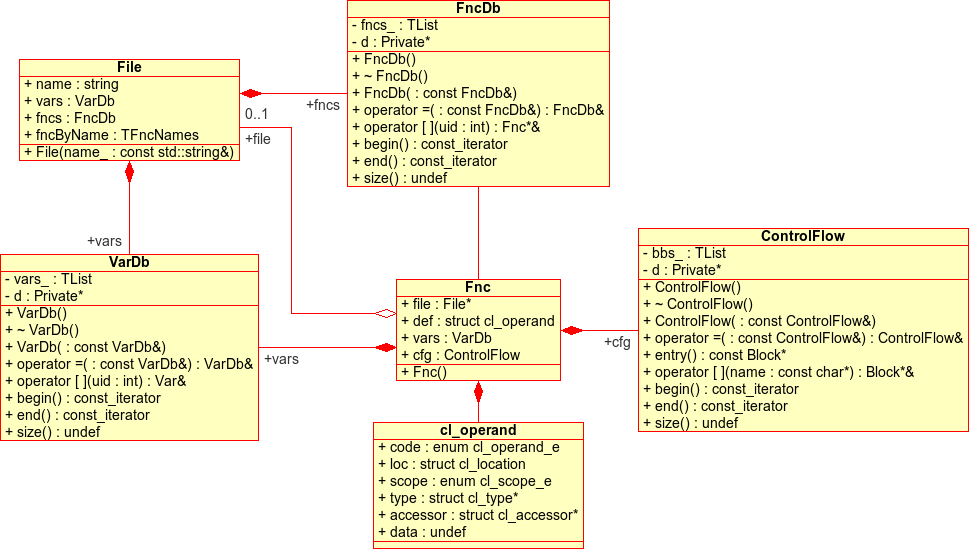 FncDb
- fncs_ : TList
- d : Private*
+ FncDb()
+ ~ FncDb()
+ FncDb( : const FncDb&)
+ operator =( : const FncDb&) : FncDb&
+ operator [ ](uid : int) : Fnc*&
+ begin() : const_iterator
+ end() : const_iterator
+ size() : undef
File
+ name : string
+ vars : VarDb
+ fncs : FncDb
+ fncByName : TFncNames
+ File(name_ : const std::string&)
+fncs
0..1
+file
+vars
VarDb
- vars_ : TList
- d : Private*
+ VarDb()
+ ~ VarDb()
+ VarDb( : const VarDb&)
+ operator =( : const VarDb&) : VarDb&
+ operator [ ](uid : int) : Var&
+ begin() : const_iterator
+ end() : const_iterator
+ size() : undef
+vars
Fnc
+ file : File*
+ def : struct cl_operand
+ vars : VarDb
+ cfg : ControlFlow
+ Fnc()
+cfg
ControlFlow
- bbs_ : TList
- d : Private*
+ ControlFlow()
+ ~ ControlFlow()
+ ControlFlow( : const ControlFlow&)
+ operator =( : const ControlFlow&) : ControlFlow&
+ entry() : const Block*
+ operator [ ](name : const char*) : Block*&
+ begin() : const_iterator
+ end() : const_iterator
+ size() : undef
cl_operand
+ code : enum cl_operand_e
+ loc : struct cl_location
+ scope : enum cl_scope_e
+ type : struct cl_type*
+ accessor : struct cl_accessor*
+ data : undef